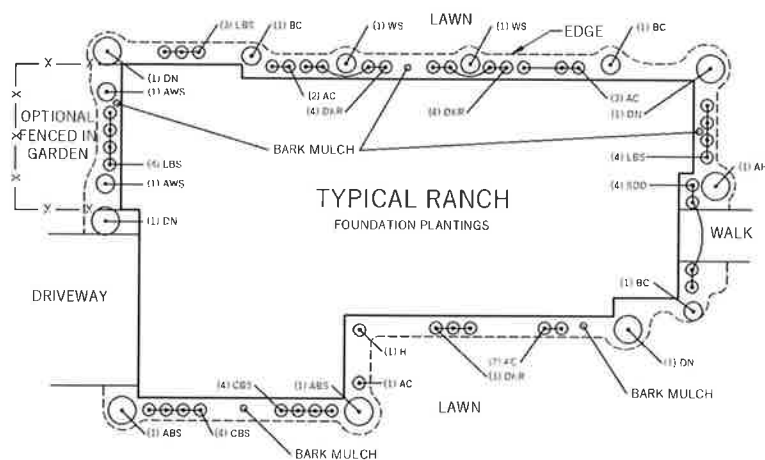 LAWN
(3) LBS
(1) BC
(1) WS
(1) WS
EDGE
(1) BC
(1) DN
(1) AWS
(2) AC
(4) DkR
(4) DkR
(3) AC
(1) DN
OPTIONAL
FENCED IN
GARDEN
BARK MULCH
LBS
(4) LBS
(1) AWS
(1) AH
(4)
TYPICAL RANCH
FOUNDATION PLANTINGS
(1) DN
WALK
DRIVEWAY
(1) BC
(1) H
AC
(1) DN
(3) DkR
(4) CBS
(1) ABS
(1) AC
LAWN
BARK MULCH
(1) ABS
(4) CBS
BARK MULCH